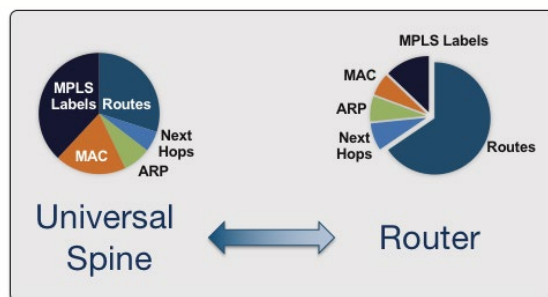 MPLS
Labels
Routes
Next
Hops
MAC
ARP
Universal
Spine
MPLS Labels
MAC
ARP
Next
Hops
Routes
Router